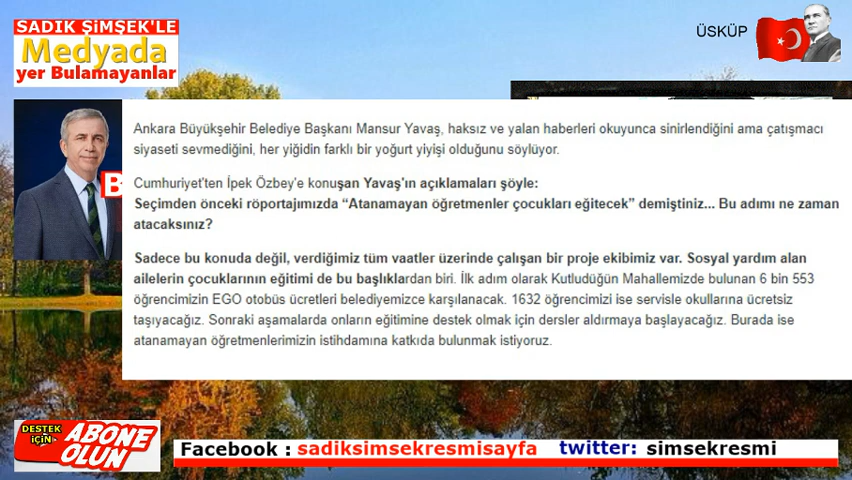 SADIK ŞİMŞEK'LE
Medyada
yer Bulamayanlar
ÜSKÜP
B
Ankara Büyükşehir Belediye Başkanı Mansur Yavaş, haksız ve yalan haberleri okuyunca sinirlendiğini ama çatışmacı
siyaseti sevmediğini, her yiğidin farklı bir yoğurt yiyişi olduğunu söylüyor.
Cumhuriyet'ten İpek Özbey'e konuşan Yavaş'ın açıklamaları şöyle:
Seçimden önceki röportajımızda “Atanamayan öğretmenler çocukları eğitecek” demiştiniz... Bu adımı ne zaman
atacaksınız?
Sadece bu konuda değil, verdiğimiz tüm vaatler üzerinde çalışan bir proje ekibimiz var. Sosyal yardım alan
ailelerin çocuklarının eğitimi de bu başlıklardan biri. İlk adım olarak Kutludüğün Mahallemizde bulunan 6 bin 553
öğrencimizin EGO otobüs ücretleri belediyemizce karşılanacak. 1632 öğrencimizi ise servisle okullarına ücretsiz
taşıyacağız. Sonraki aşamalarda onların eğitimine destek olmak için dersler aldırmaya başlayacağız. Burada ise
atanamayan öğretmenlerimizin istihdamına katkıda bulunmak istiyoruz.
DESTEK
İÇİN
ABONE
OLUN
Facebook : sadiksimsekresmisayfa twitter: simsekresmi